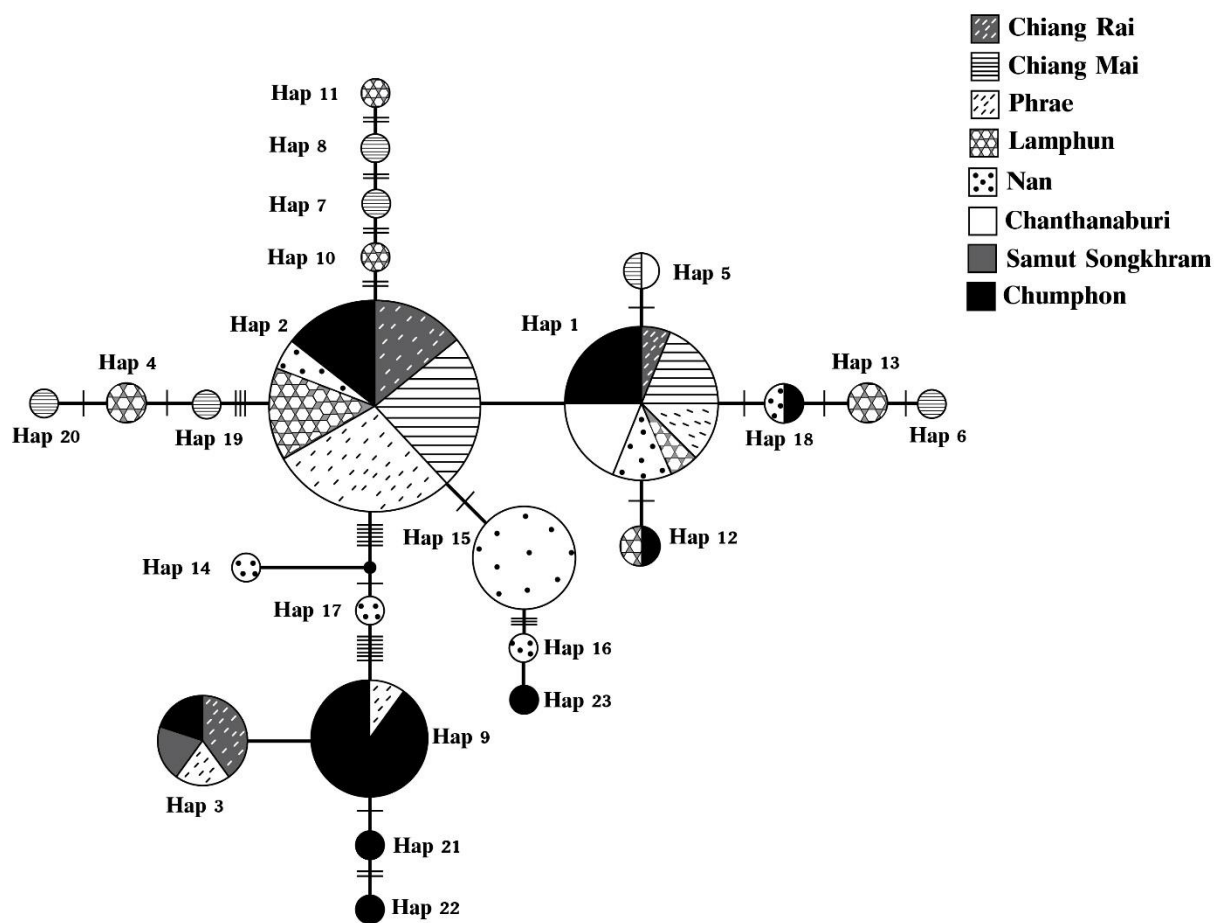 Chiang Rai
Chiang Mai
Phrae
Lamphun
Nan
Chanthanaburi
Samut Songkhram
Chumphon
Hap 11
Hap 8
Hap 7
Hap 10
Hap 5
Hap 2
Hap 1
Hap 4
Hap 13
Hap 20
Hap 19
Hap 18
Hap 6
Hap 15
Hap 12
Hap 14
Hap 17
Hap 16
Hap 23
Hap 9
Hap 3
Hap 21
Hap 22